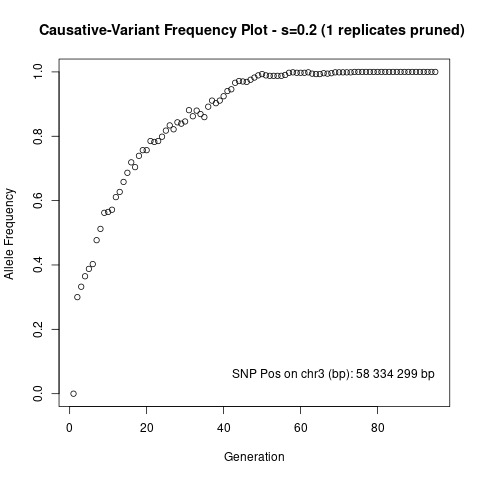 Causative-Variant Frequency Plot - s=0.2 (1 replicates pruned)
1.0
0.8
0.6
0.4
0.2
0.0
Allele Frequency
SNP Pos on chr3 (bp): 58 334 299 bp
0 20 40 60 80
Generation